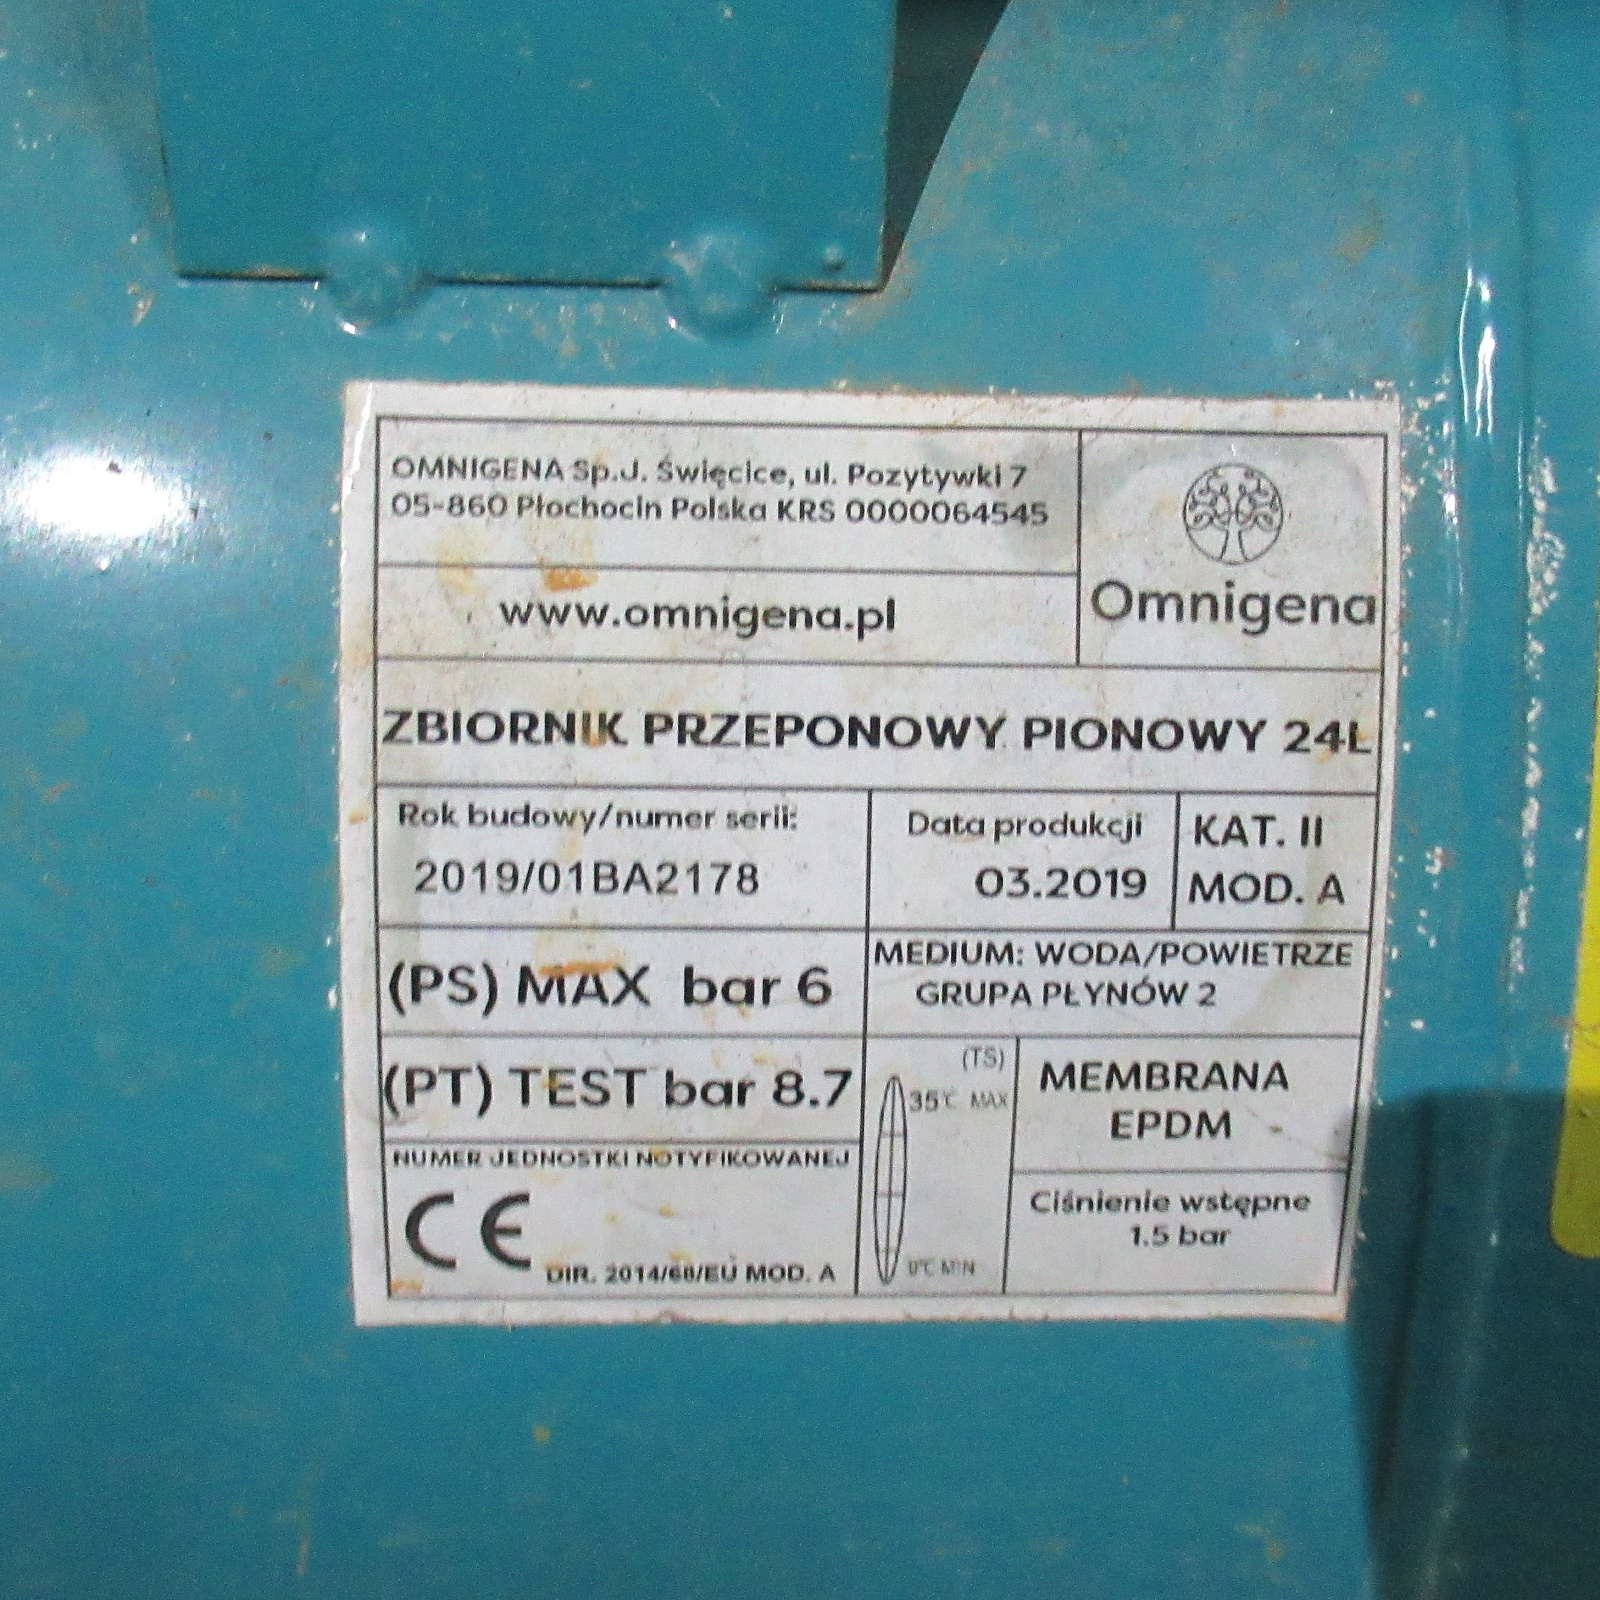 OMNIGENA Sp.J. Święcice, ul. Pozytywki 7
05-860 Płochocin Polska KRS 0000064545
www.omnigena.pl
Omnigena
ZBIORNIK PRZEPONOWY PIONOWY 24L
Rok budowy/numer serii:
2019/01BA2178
Data produkcji
03.2019
KAT. II
MOD. A
(PS) MAX bar 6
MEDIUM: WODA/POWIETRZE
GRUPA PŁYNÓW 2
(PT) TEST bar 8.7
(TS)
35°C MAX
0°C MIN
MEMBRANA
EPDM
NUMER JEDNOSTKI NOTYFIKOWANEJ
CE
DIR. 2014/68/EU MOD. A
Ciśnienie wstępne
1.5 bar